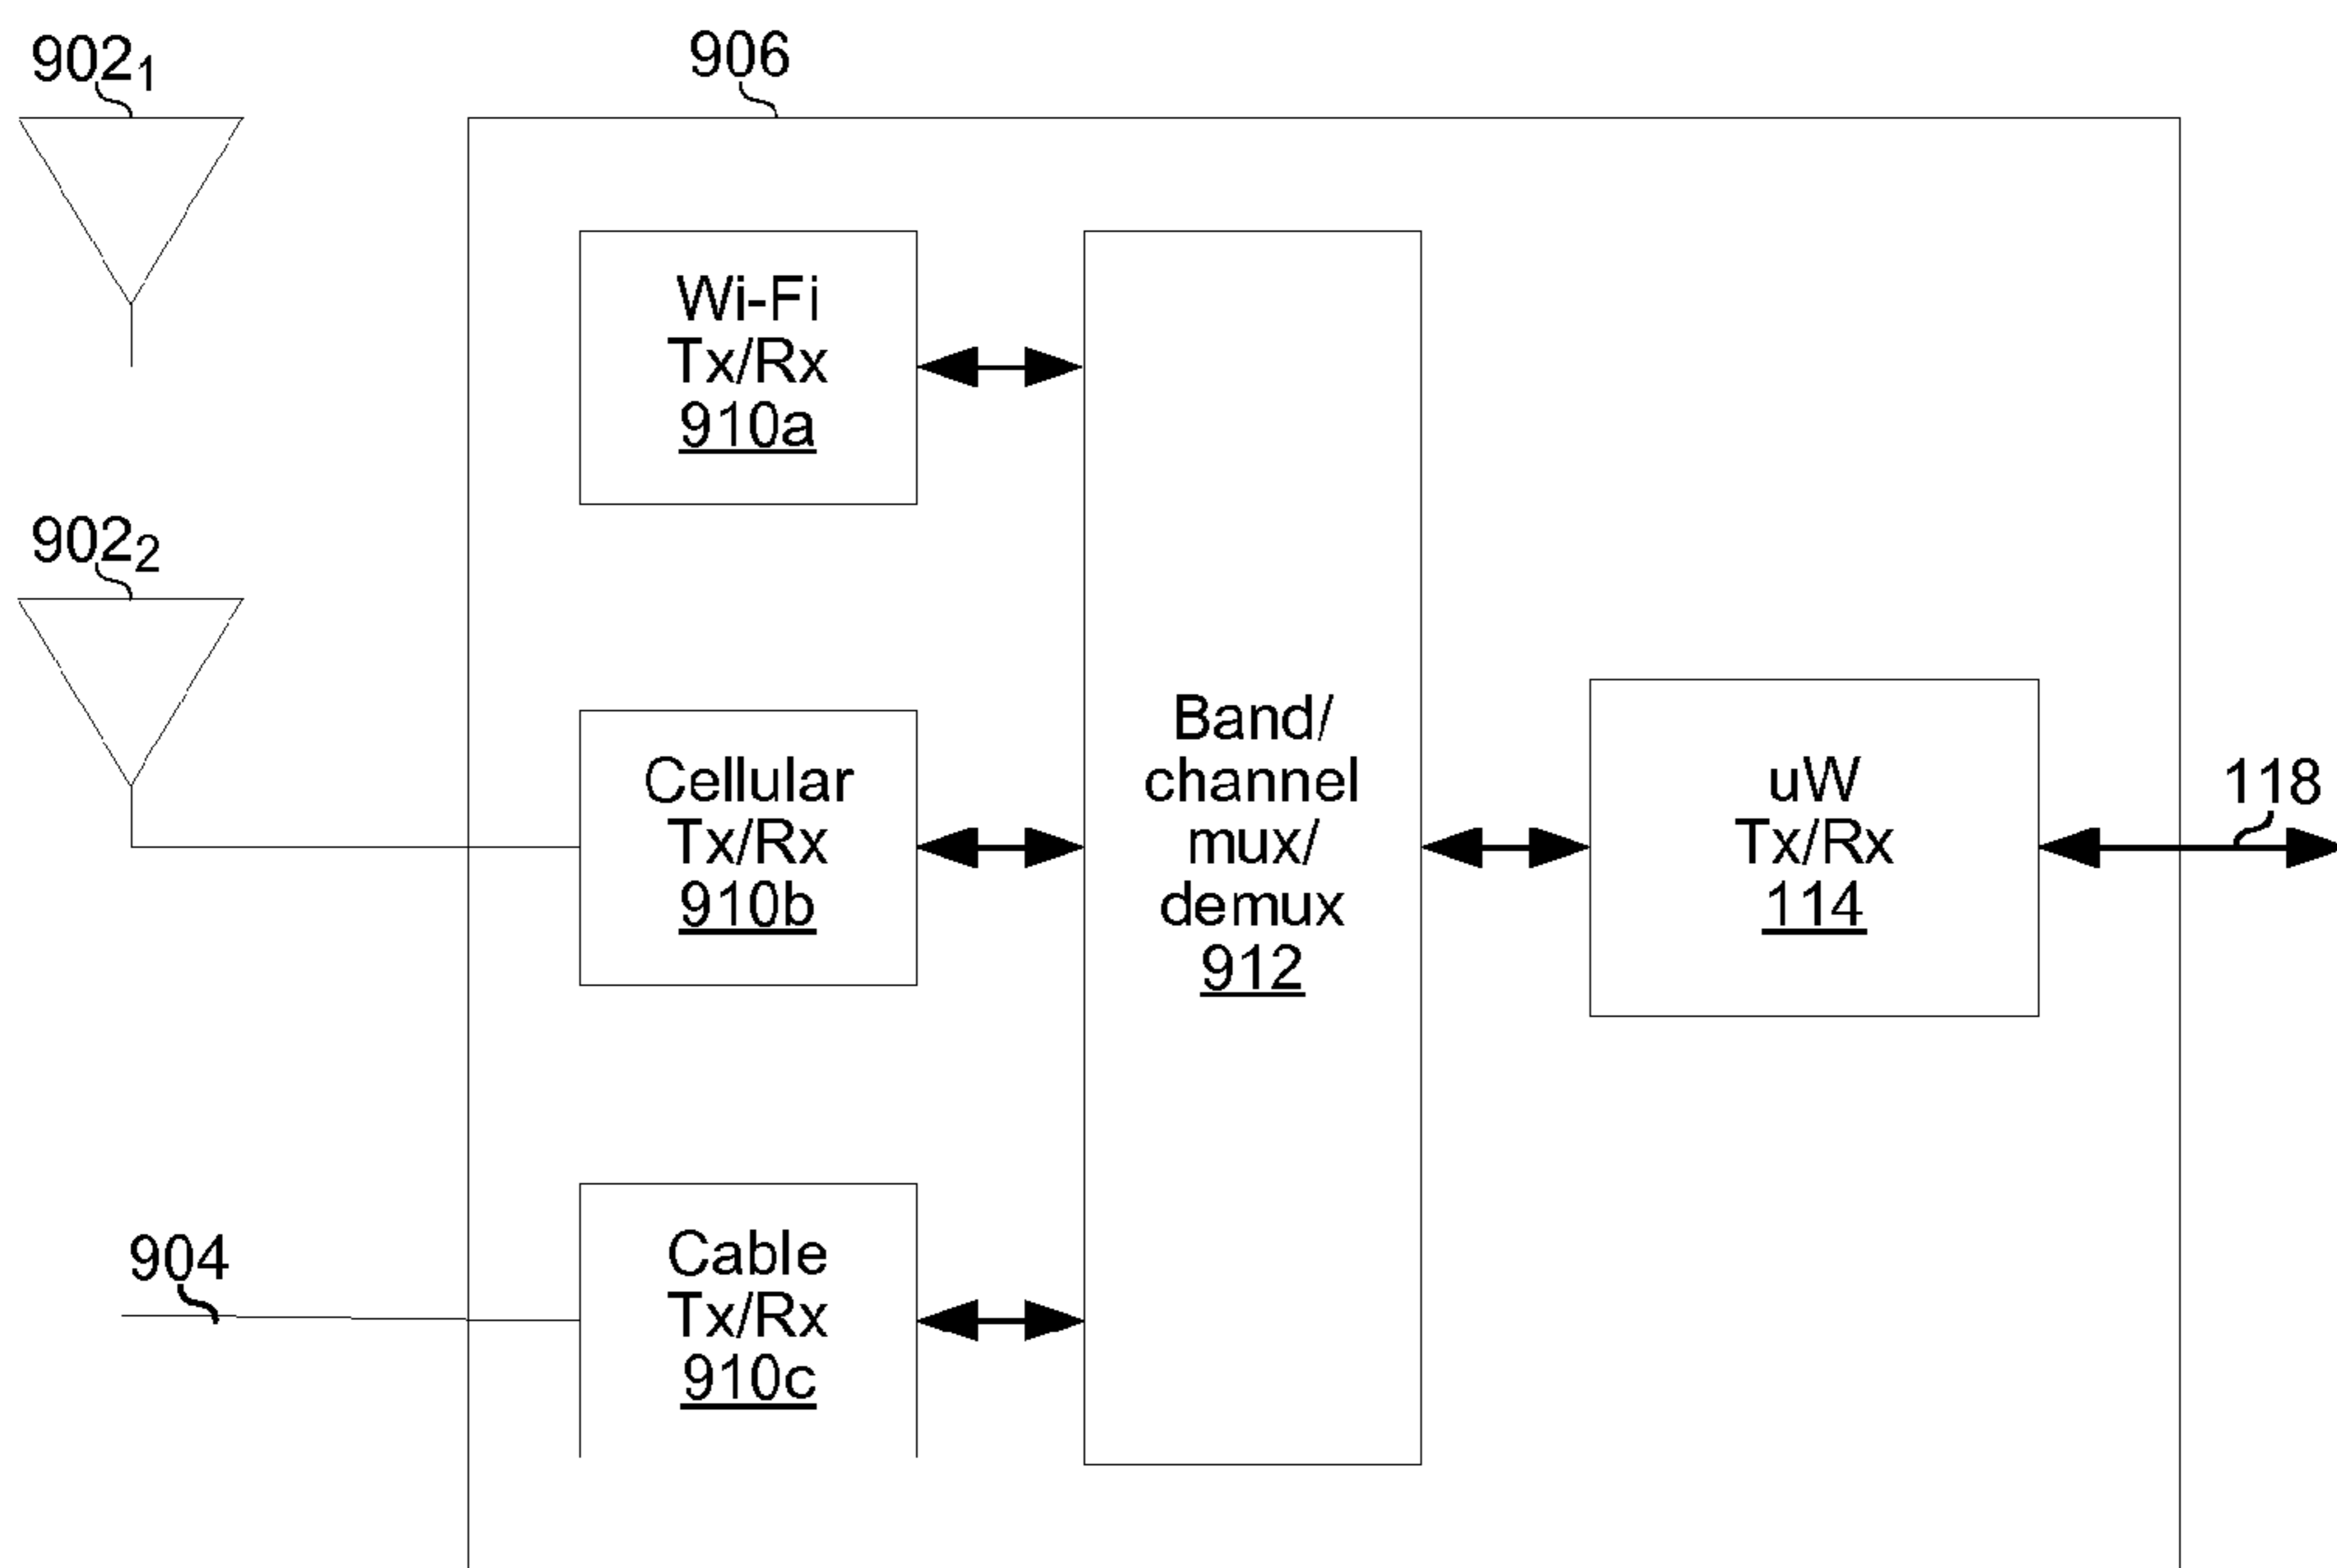 902₁
906
Wi-Fi
Tx/Rx
910a
902₂
Cellular
Tx/Rx
910b
Band/
channel
mux/
demux
912
uW
Tx/Rx
114
118
904
Cable
Tx/Rx
910c